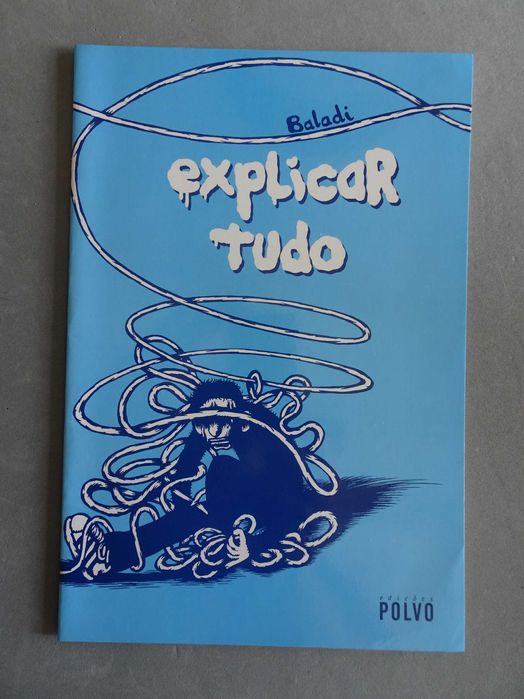 Baladi
explicaR
tudo
edições
POLVO